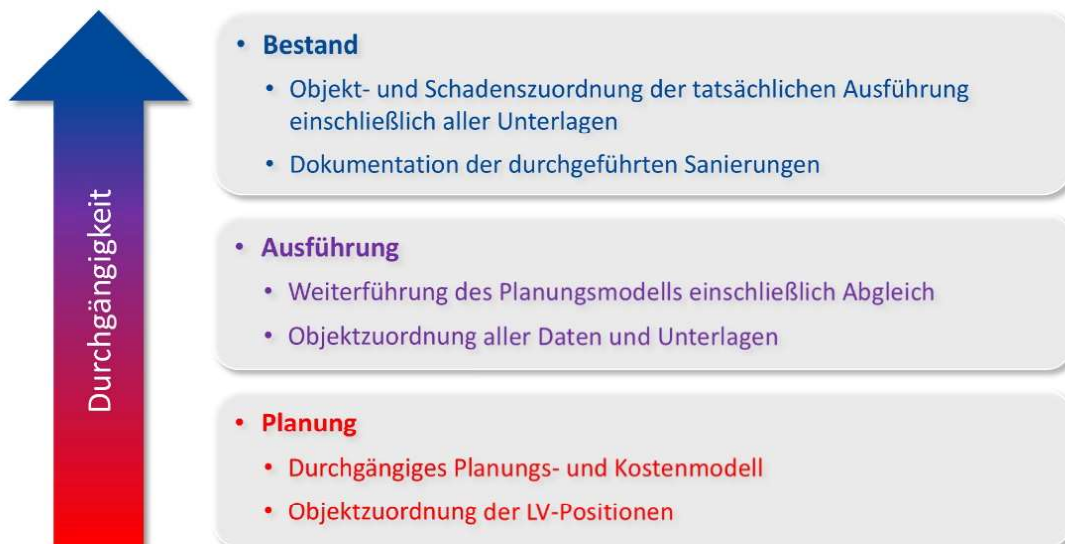 Durchgängigkeit
• Bestand
• Objekt- und Schadenszuordnung der tatsächlichen Ausführung
einschließlich aller Unterlagen
• Dokumentation der durchgeführten Sanierungen
• Ausführung
• Weiterführung des Planungsmodells einschließlich Abgleich
• Objektzuordnung aller Daten und Unterlagen
• Planung
• Durchgängiges Planungs- und Kostenmodell
• Objektzuordnung der LV-Positionen